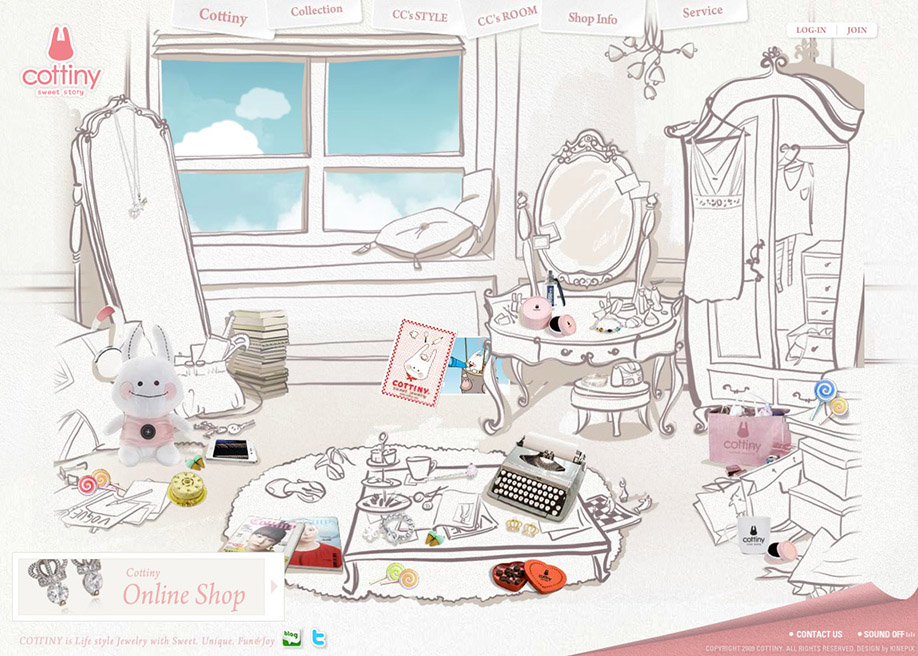 Cottiny
Collection
CC's STYLE
CC's ROOM
Shop Info
Service
LOG-IN
JOIN
cottiny
sweet story
COTTINY.
cottiny
cottiny
VOGUE
Cottiny
Online Shop
COTTINY is Life style Jewelry with Sweet. Unique. Fun&Joy
blog
t
CONTACT US
SOUND OFF
COPYRIGHT 2009 COTTINY. ALL RIGHTS RESERVED. DESIGN by KINEPIX